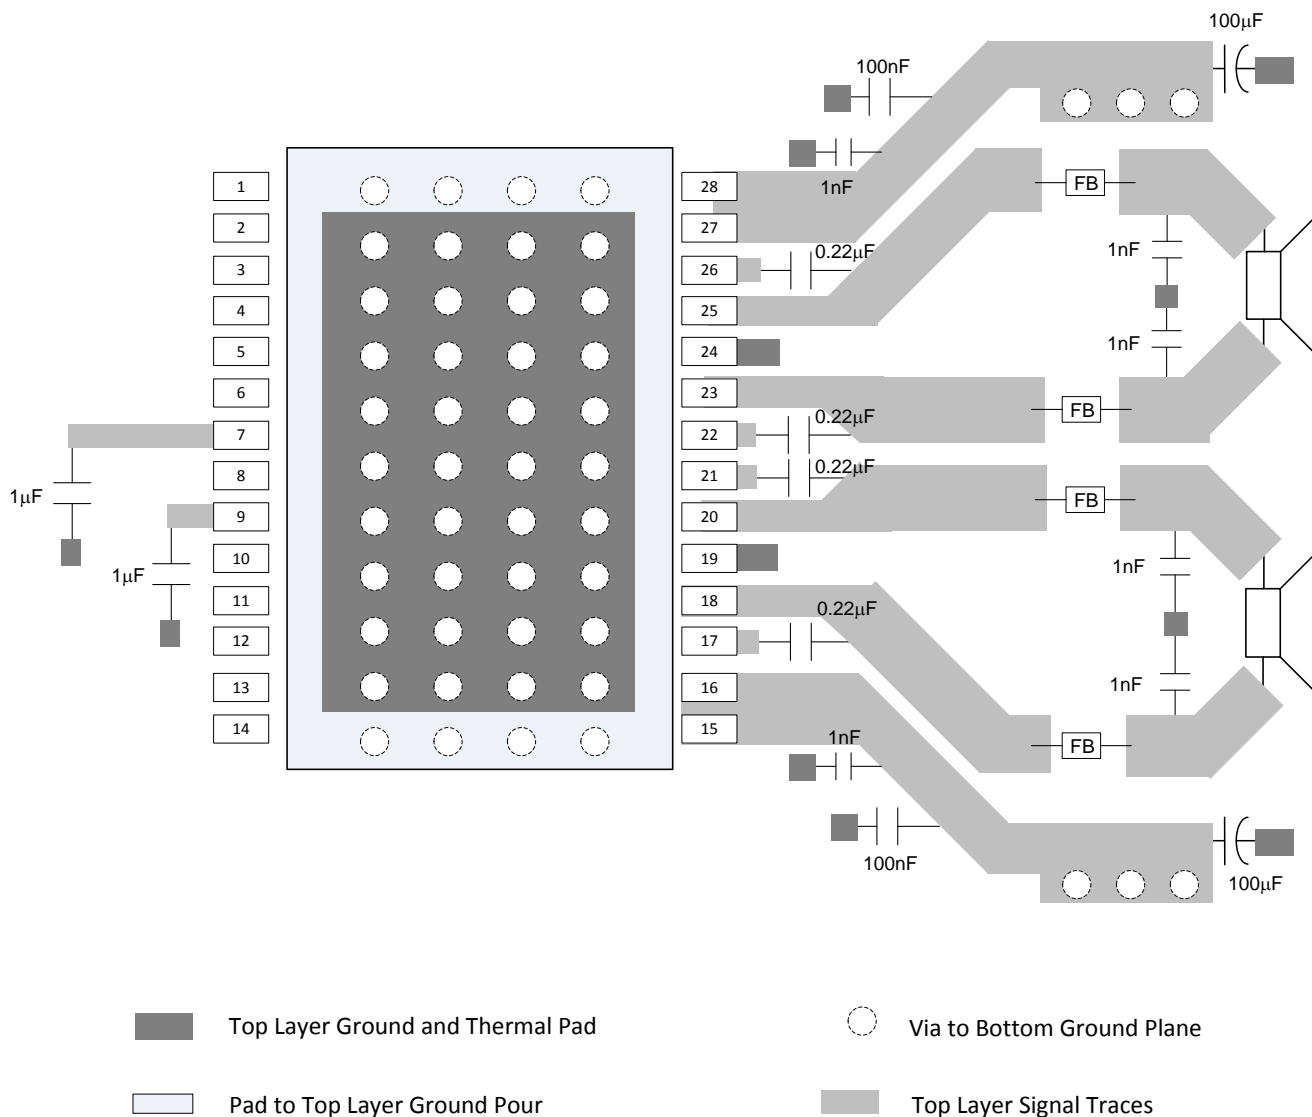 100μF
100nF
1nF
1 28
2 27
FB
3 26 0.22μF
1nF
4 25
5 24
1nF
6 23
FB
7 22 0.22μF
8 21 0.22μF
1μF
FB
9 20
10 19
1μF
1nF
11 18
0.22μF
12 17
13 16
1nF
14 15
1nF
FB
100nF
100μF
Top Layer Ground and Thermal Pad
Via to Bottom Ground Plane
Pad to Top Layer Ground Pour
Top Layer Signal Traces